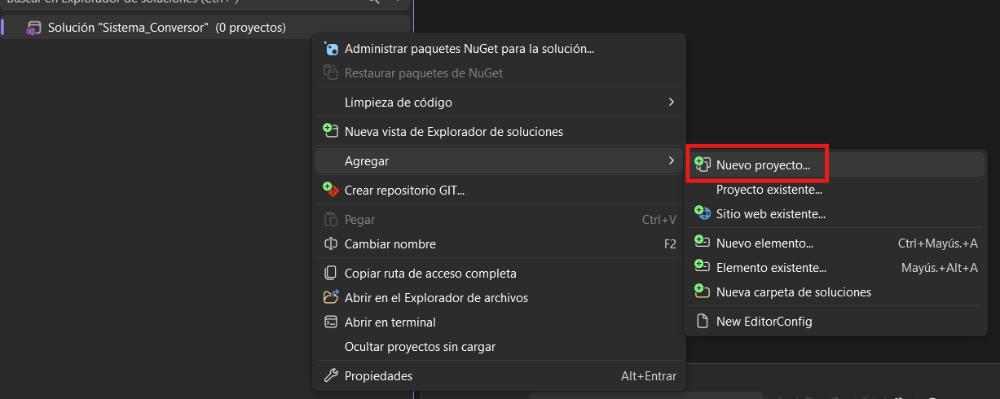 Buscar en Explorador de soluciones (Ctrl+")
Solución "Sistema_Conversor" (0 proyectos)
Administrar paquetes NuGet para la solución...
Restaurar paquetes de NuGet
Limpieza de código
Nueva vista de Explorador de soluciones
Agregar
Crear repositorio GIT...
Pegar Ctrl+V
Cambiar nombre F2
Copiar ruta de acceso completa
Abrir en el Explorador de archivos
Abrir en terminal
Ocultar proyectos sin cargar
Propiedades Alt+Entrar
Nuevo proyecto...
Proyecto existente...
Sitio web existente...
Nuevo elemento... Ctrl+Mayús.+A
Elemento existente... Mayús.+Alt+A
Nueva carpeta de soluciones
New EditorConfig